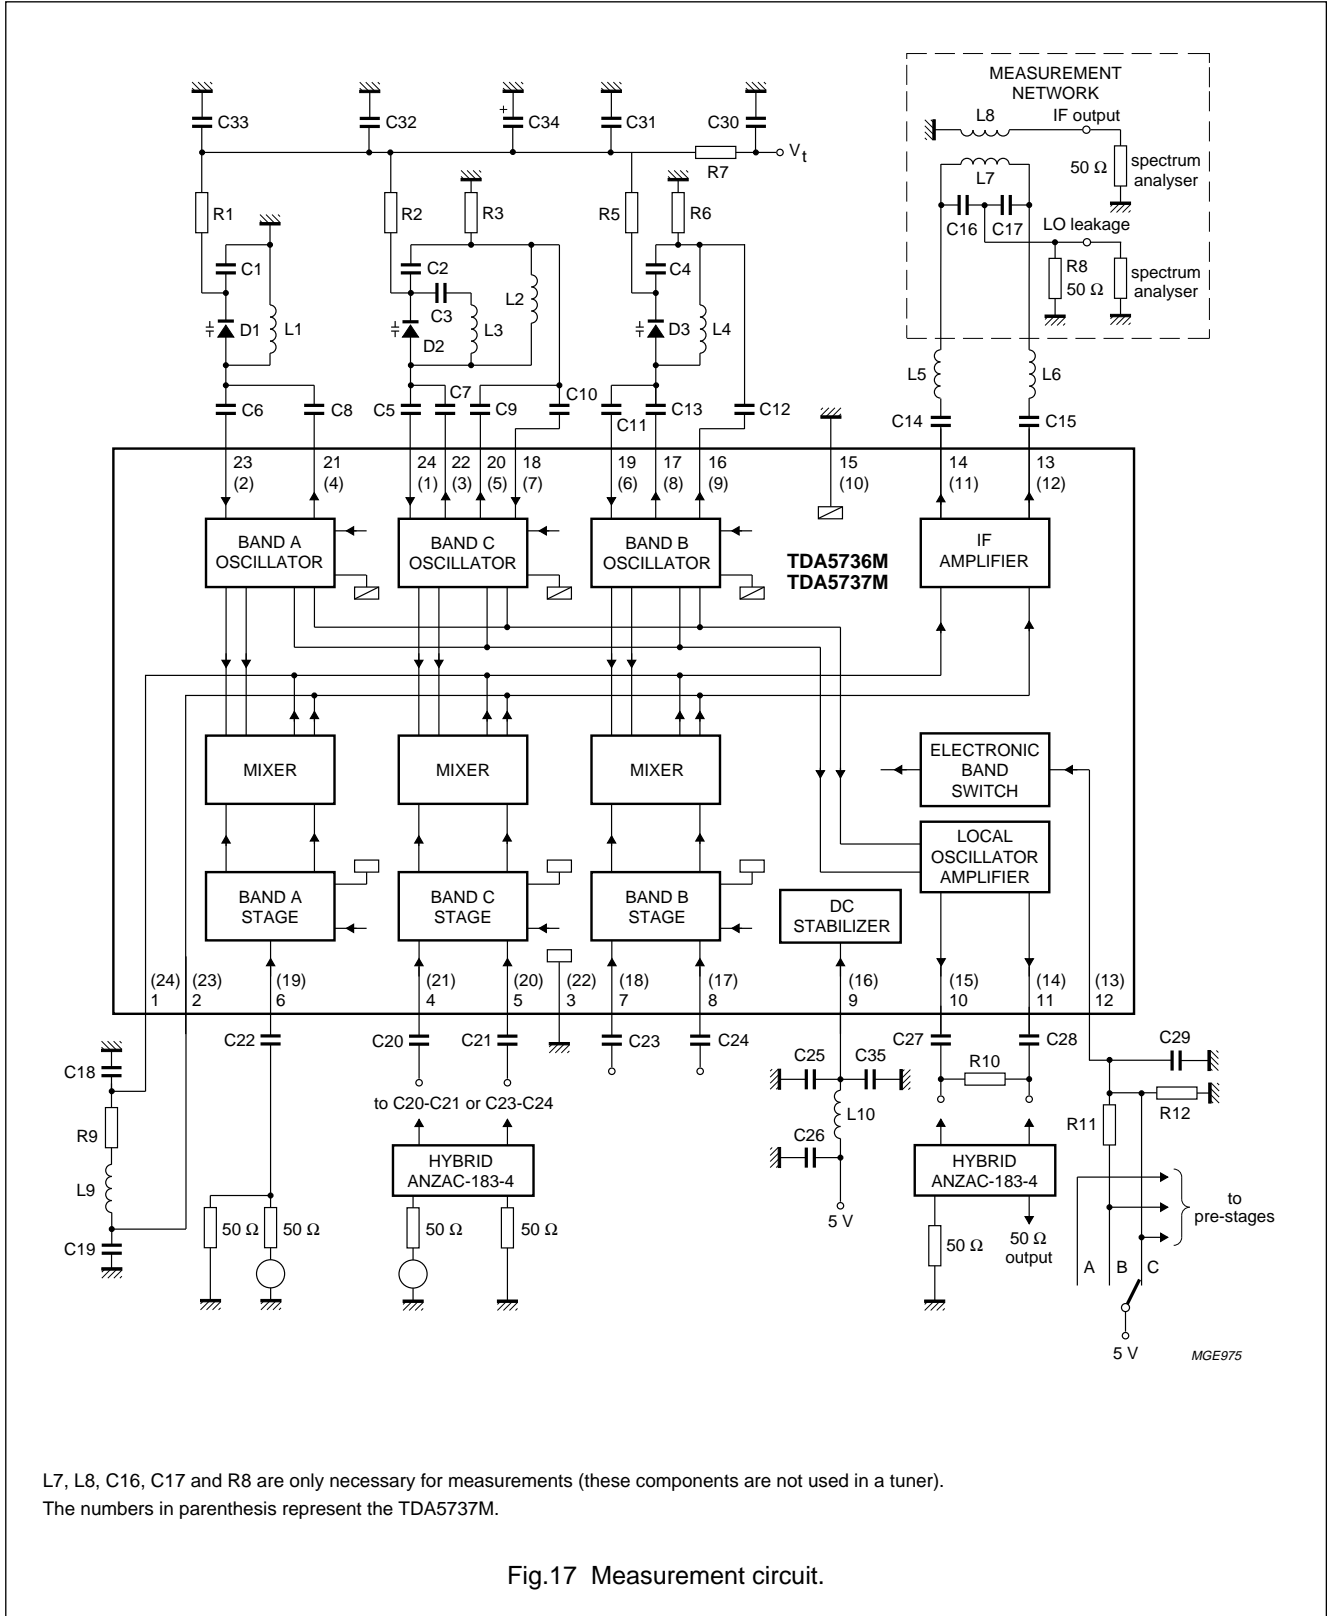 MEASUREMENT
NETWORK
L8
IF output
50 Ω
spectrum
analyser
L7
C16
C17
LO leakage
R8
50 Ω
spectrum
analyser
C33
C32
+
C34
C31
C30
R7
Vt
R1
C1
D1
L1
R2
R3
C2
C3
L2
D2
L3
R5
R6
C4
D3
L4
L5
L6
C6
C8
C5
C7
C9
C10
C11
C13
C12
C14
C15
23
(2)
21
(4)
24
(1)
22
(3)
20
(5)
18
(7)
19
(6)
17
(8)
16
(9)
15
(10)
14
(11)
13
(12)
BAND A
OSCILLATOR
BAND C
OSCILLATOR
BAND B
OSCILLATOR
TDA5736M
TDA5737M
IF
AMPLIFIER
MIXER
MIXER
MIXER
ELECTRONIC
BAND
SWITCH
LOCAL
OSCILLATOR
AMPLIFIER
BAND A
STAGE
BAND C
STAGE
BAND B
STAGE
DC
STABILIZER
(24)
1
(23)
2
(19)
6
(21)
4
(20)
5
(22)
3
(18)
7
(17)
8
(16)
9
(15)
10
(14)
11
(13)
12
C22
C20
C21
C23
C24
C25
C35
C27
C28
R10
C29
C18
R9
L9
C19
to C20-C21 or C23-C24
L10
C26
5 V
R11
R12
HYBRID
ANZAC-183-4
HYBRID
ANZAC-183-4
50 Ω
50 Ω
50 Ω
50 Ω
50 Ω
50 Ω
output
to
pre-stages
A
B
C
5 V
MGE975
L7, L8, C16, C17 and R8 are only necessary for measurements (these components are not used in a tuner).
The numbers in parenthesis represent the TDA5737M.
Fig.17 Measurement circuit.